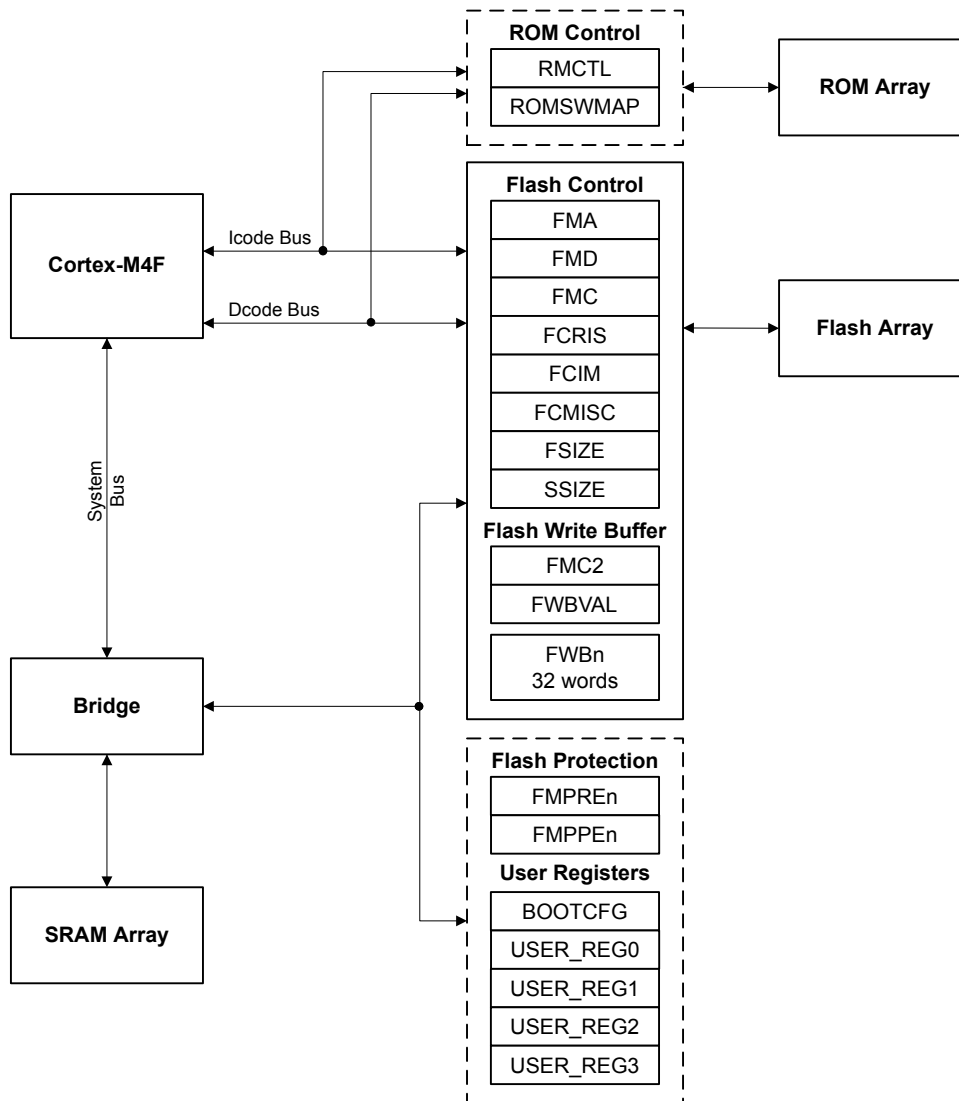 ROM Control
RMCTL
ROMSWMAP
ROM Array
Flash Control
FMA
FMD
FMC
FCRIS
FCIM
FCMISC
FSIZE
SSIZE
Flash Write Buffer
FMC2
FWBVAL
FWBn
32 words
Cortex-M4F
Icode Bus
Dcode Bus
Flash Array
System
Bus
Bridge
SRAM Array
Flash Protection
FMPREn
FMPPEn
User Registers
BOOTCFG
USER_REG0
USER_REG1
USER_REG2
USER_REG3